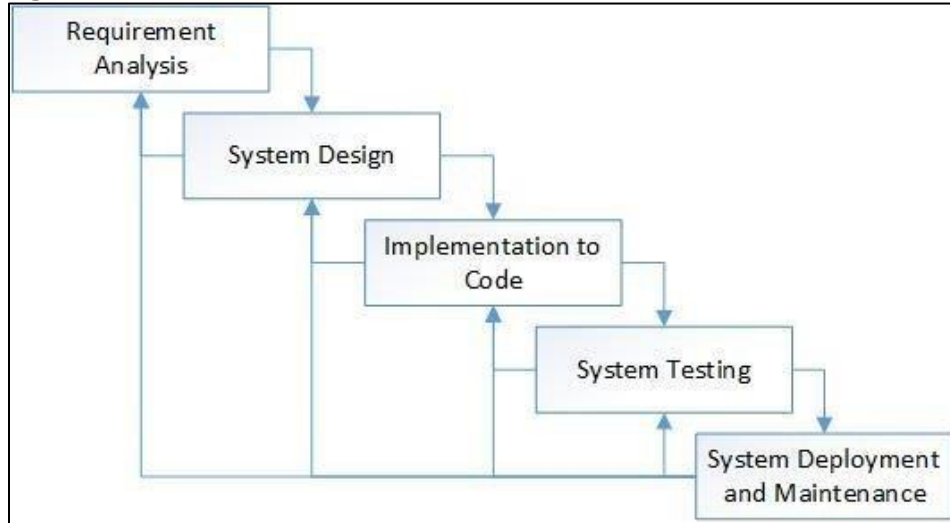 Requirement
Analysis
System Design
Implementation to
Code
System Testing
System Deployment
and Maintenance